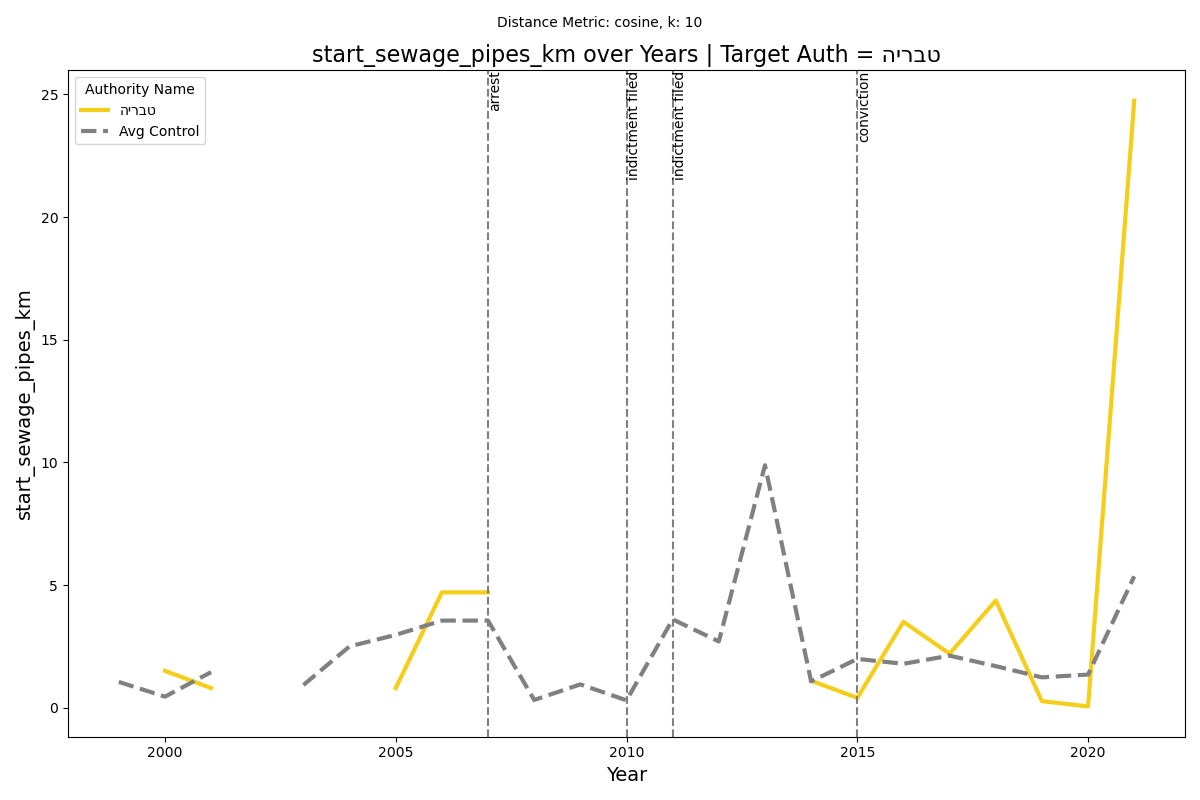 Distance Metric: cosine, k: 10
start_sewage_pipes_km over Years | Target Auth = טבריה
Authority Name
טבריה
Avg Control
arrest
indictment filed
indictment filed
conviction
25
20
15
10
5
0
start_sewage_pipes_km
2000
2005
2010
2015
2020
Year